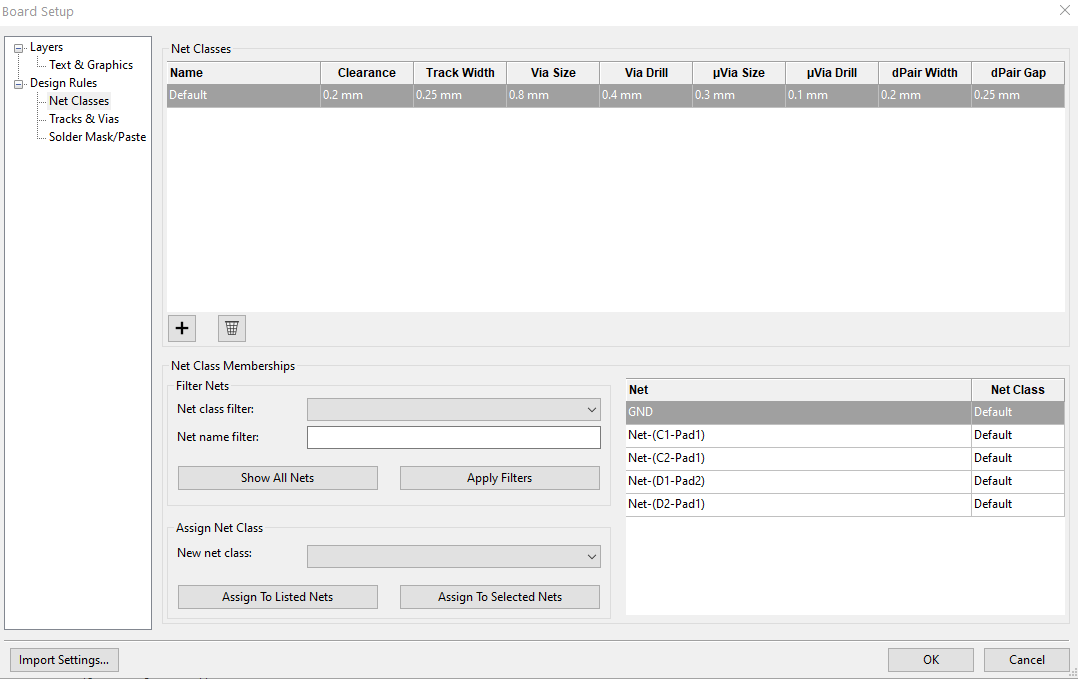 Board Setup
Layers
Text & Graphics
Design Rules
Net Classes
Tracks & Vias
Solder Mask/Paste
Net Classes
Name Clearance Track Width Via Size Via Drill µVia Size µVia Drill dPair Width dPair Gap
Default 0.2 mm 0.25 mm 0.8 mm 0.4 mm 0.3 mm 0.1 mm 0.2 mm 0.25 mm
Net Class Memberships
Filter Nets
Net class filter:
Net name filter:
Show All Nets Apply Filters
Assign Net Class
New net class:
Assign To Listed Nets Assign To Selected Nets
Net Net Class
GND Default
Net-(C1-Pad1) Default
Net-(C2-Pad1) Default
Net-(D1-Pad2) Default
Net-(D2-Pad1) Default
Import Settings... OK Cancel